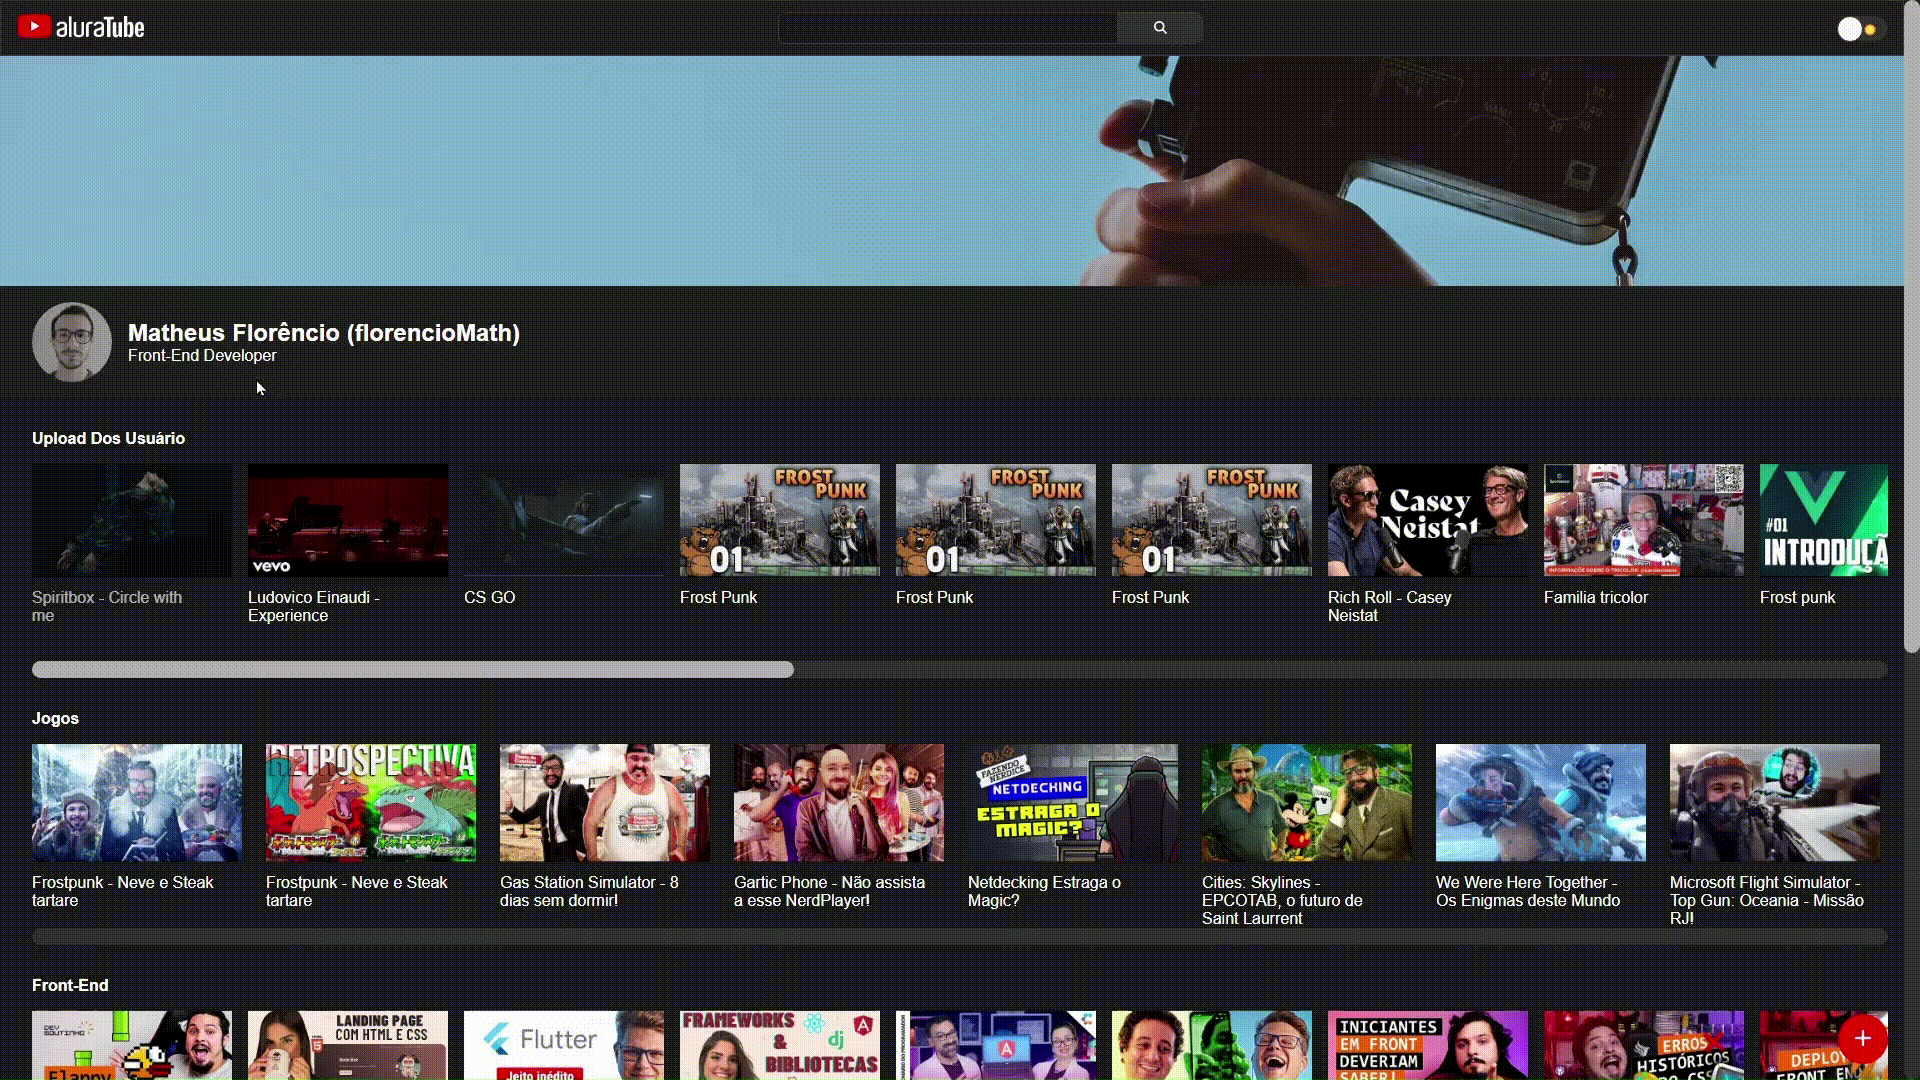 aluraTube
Matheus Florêncio (florencioMath)
Front-End Developer
Upload Dos Usuário
vevo
FROST
PUNK
01
FROST
PUNK
01
FROST
PUNK
01
Casey
Neistat
#01
INTRODUÇÃ
Spiritbox - Circle with
me
Ludovico Einaudi -
Experience
CS GO
Frost Punk
Frost Punk
Frost Punk
Rich Roll - Casey
Neistat
Familia tricolor
Frost punk
Jogos
RETROSPECTIVA
FAZENDO
NERDICE
NETDECKING
ESTRAGA O
MAGIC?
Frostpunk - Neve e Steak
tartare
Frostpunk - Neve e Steak
tartare
Gas Station Simulator - 8
dias sem dormir!
Gartic Phone - Não assista
a esse NerdPlayer!
Netdecking Estraga o
Magic?
Cities: Skylines -
EPCOTAB, o futuro de
Saint Laurrent
We Were Here Together -
Os Enigmas deste Mundo
Microsoft Flight Simulator -
Top Gun: Oceania - Missão
RJ!
Front-End
DEV
SOUTINHO
Flappy
LANDING PAGE
COM HTML E CSS
Flutter
Jeito inédito
FRAMEWORKS
&
BIBLIOTECAS
dj
INICIANTES
EM FRONT
DEVERIAM
SABER!
ERROS
HISTÓRICOS
DO CSS
DEPLOY
FRONT EN